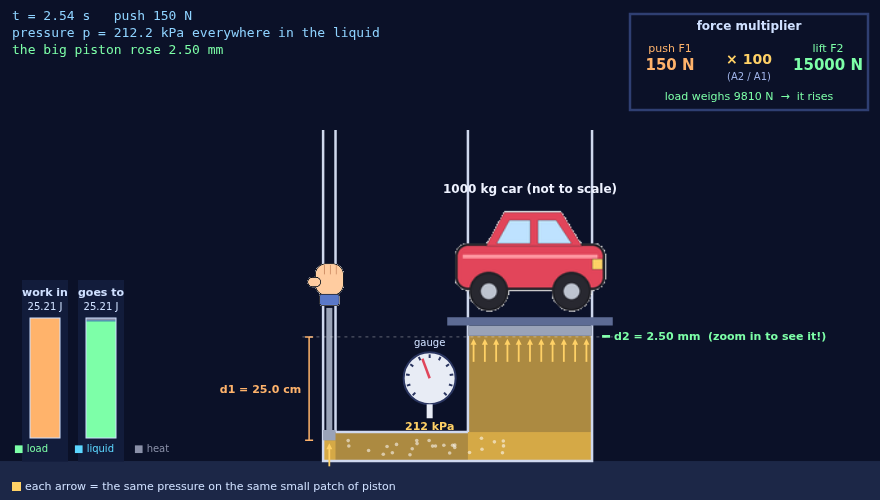 t = 2.54 s   push 150 N
pressure p = 212.2 kPa everywhere in the liquid
the big piston rose 2.50 mm
force multiplier
push F1
lift F2
150 N
× 100
15000 N
(A2 / A1)
load weighs 9810 N → it rises
1000 kg car (not to scale)
work in
goes to
25.21 J
25.21 J
gauge
d2 = 2.50 mm  (zoom in to see it!)
d1 = 25.0 cm
212 kPa
load
liquid
heat
each arrow = the same pressure on the same small patch of piston